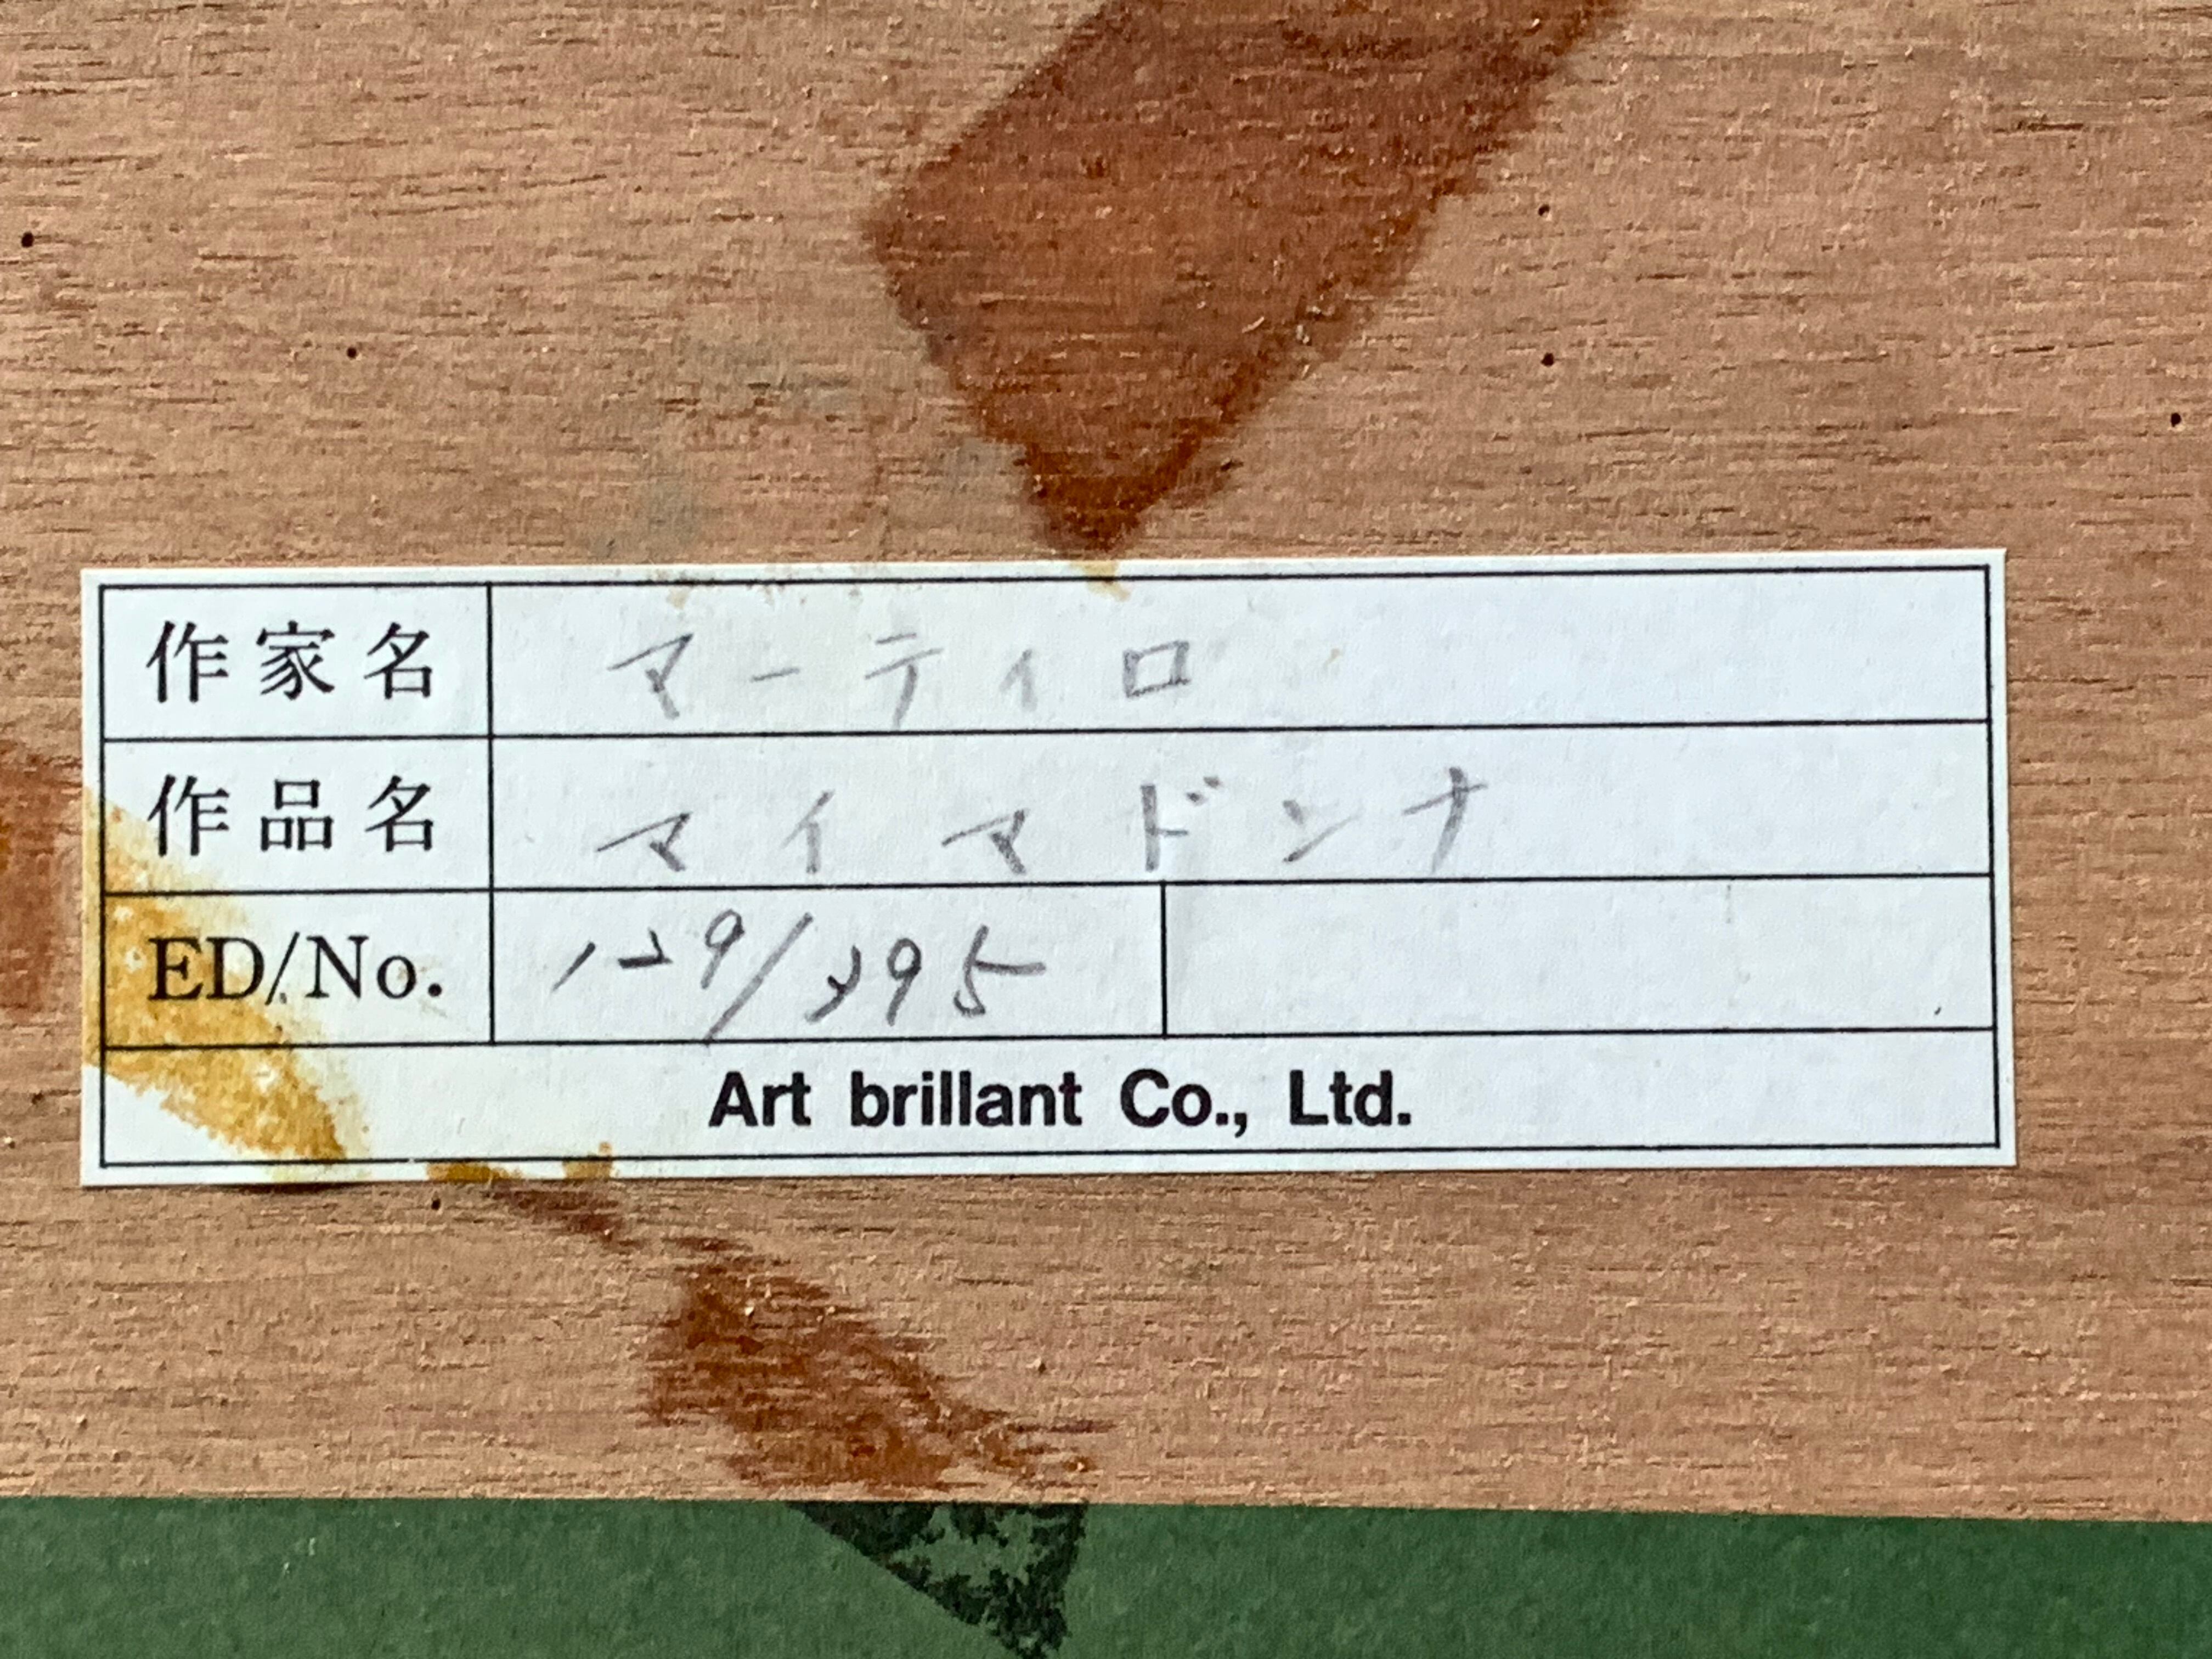 作家名 マーティロ
作品名 マイマドンナ
ED/No. 129/395
Art brillant Co., Ltd.